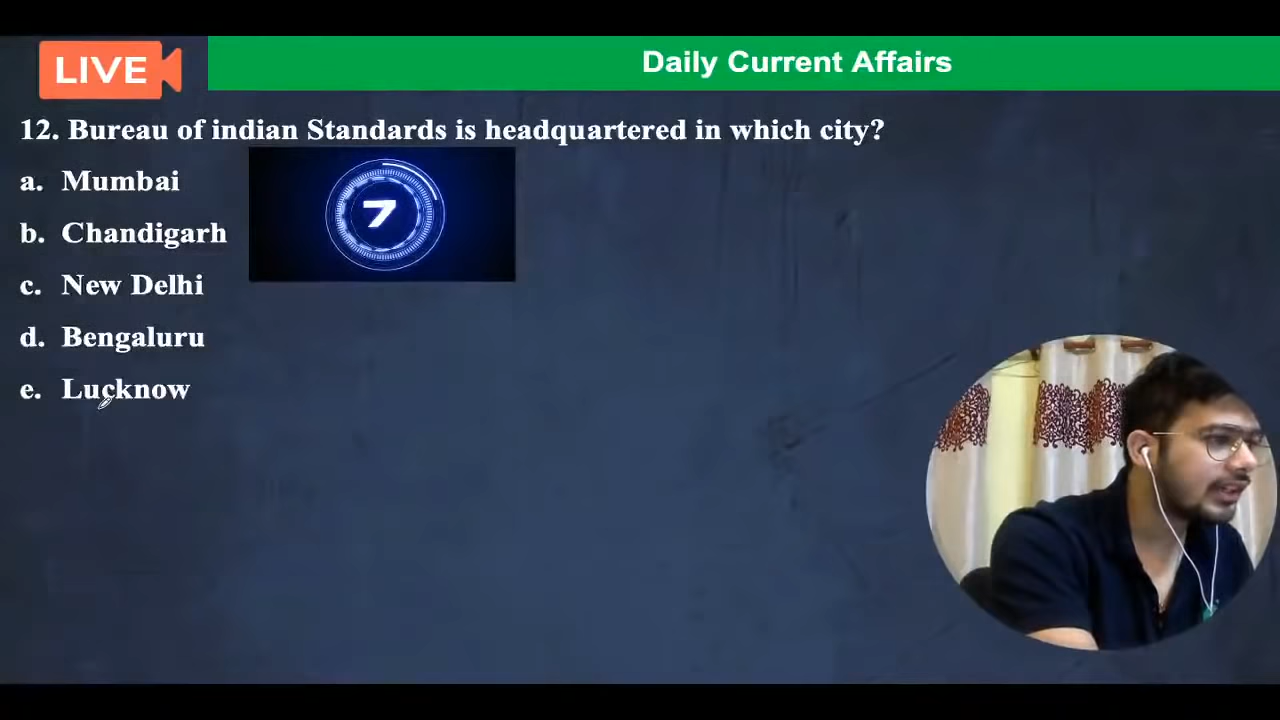 LIVE
Daily Current Affairs
12. Bureau of indian Standards is headquartered in which city?
a. Mumbai
7
b. Chandigarh
c. New Delhi
d. Bengaluru
e. Lucknow